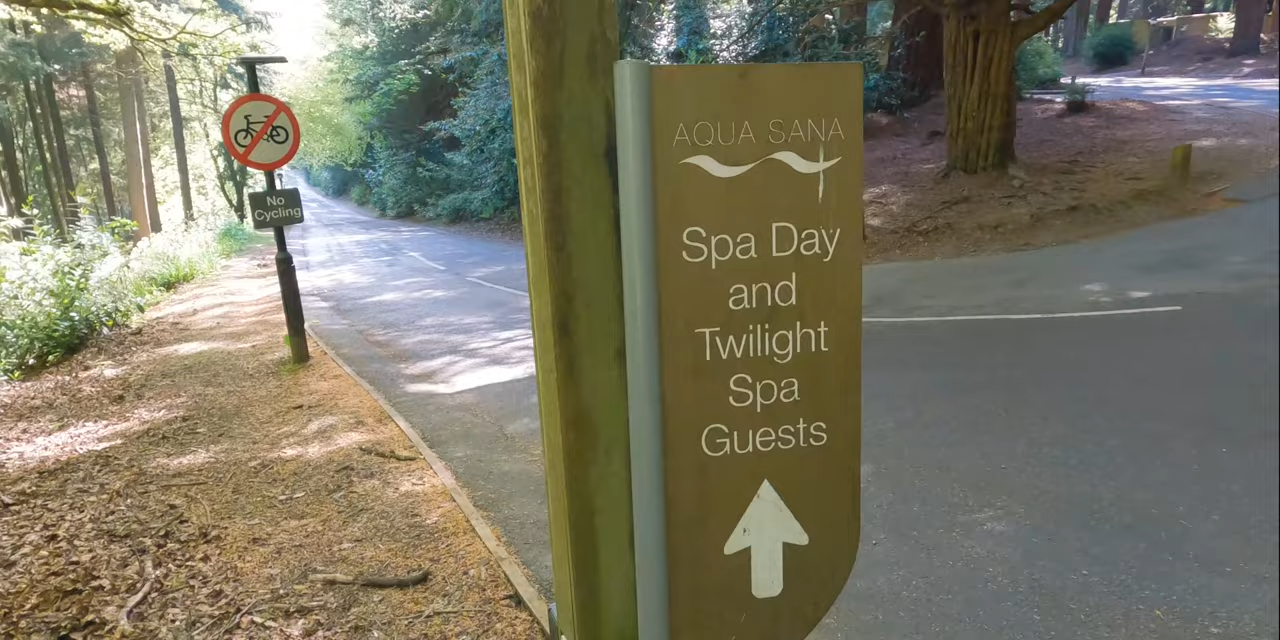 No
Cycling
AQUA SANA
Spa Day
and
Twilight
Spa
Guests